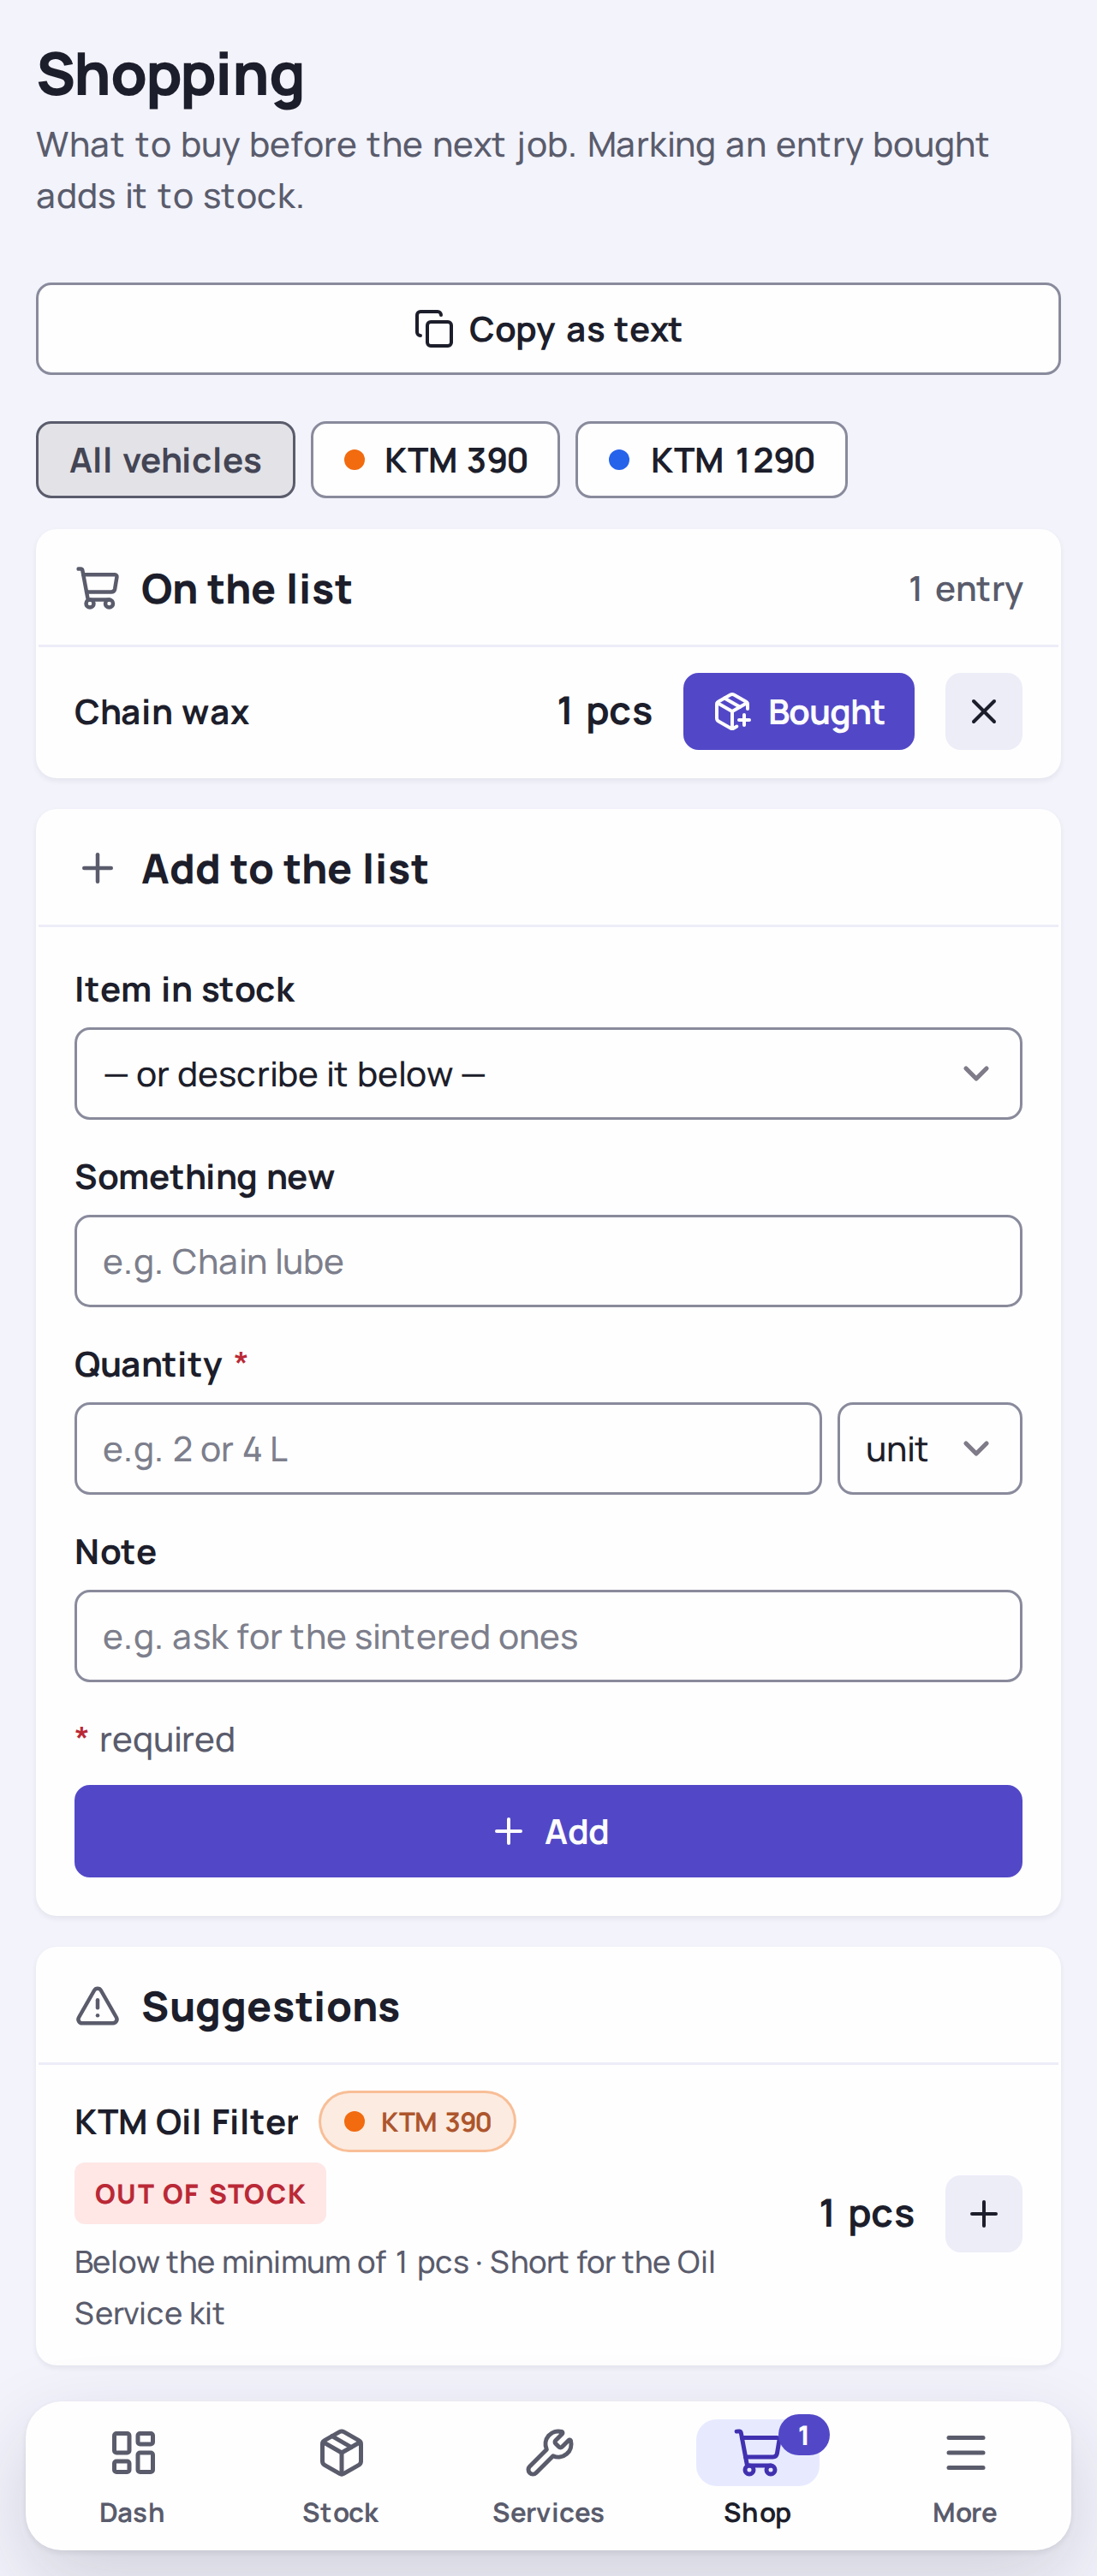 Shopping
What to buy before the next job. Marking an entry bought
adds it to stock.
Copy as text
All vehicles
KTM 390
KTM 1290
On the list
1 entry
Chain wax
1 pcs
Bought
Add to the list
Item in stock
— or describe it below —
Something new
e.g. Chain lube
Quantity *
e.g. 2 or 4 L
unit
Note
e.g. ask for the sintered ones
* required
Add
Suggestions
KTM Oil Filter
KTM 390
OUT OF STOCK
1 pcs
Below the minimum of 1 pcs · Short for the Oil
Service kit
1
Dash
Stock
Services
Shop
More